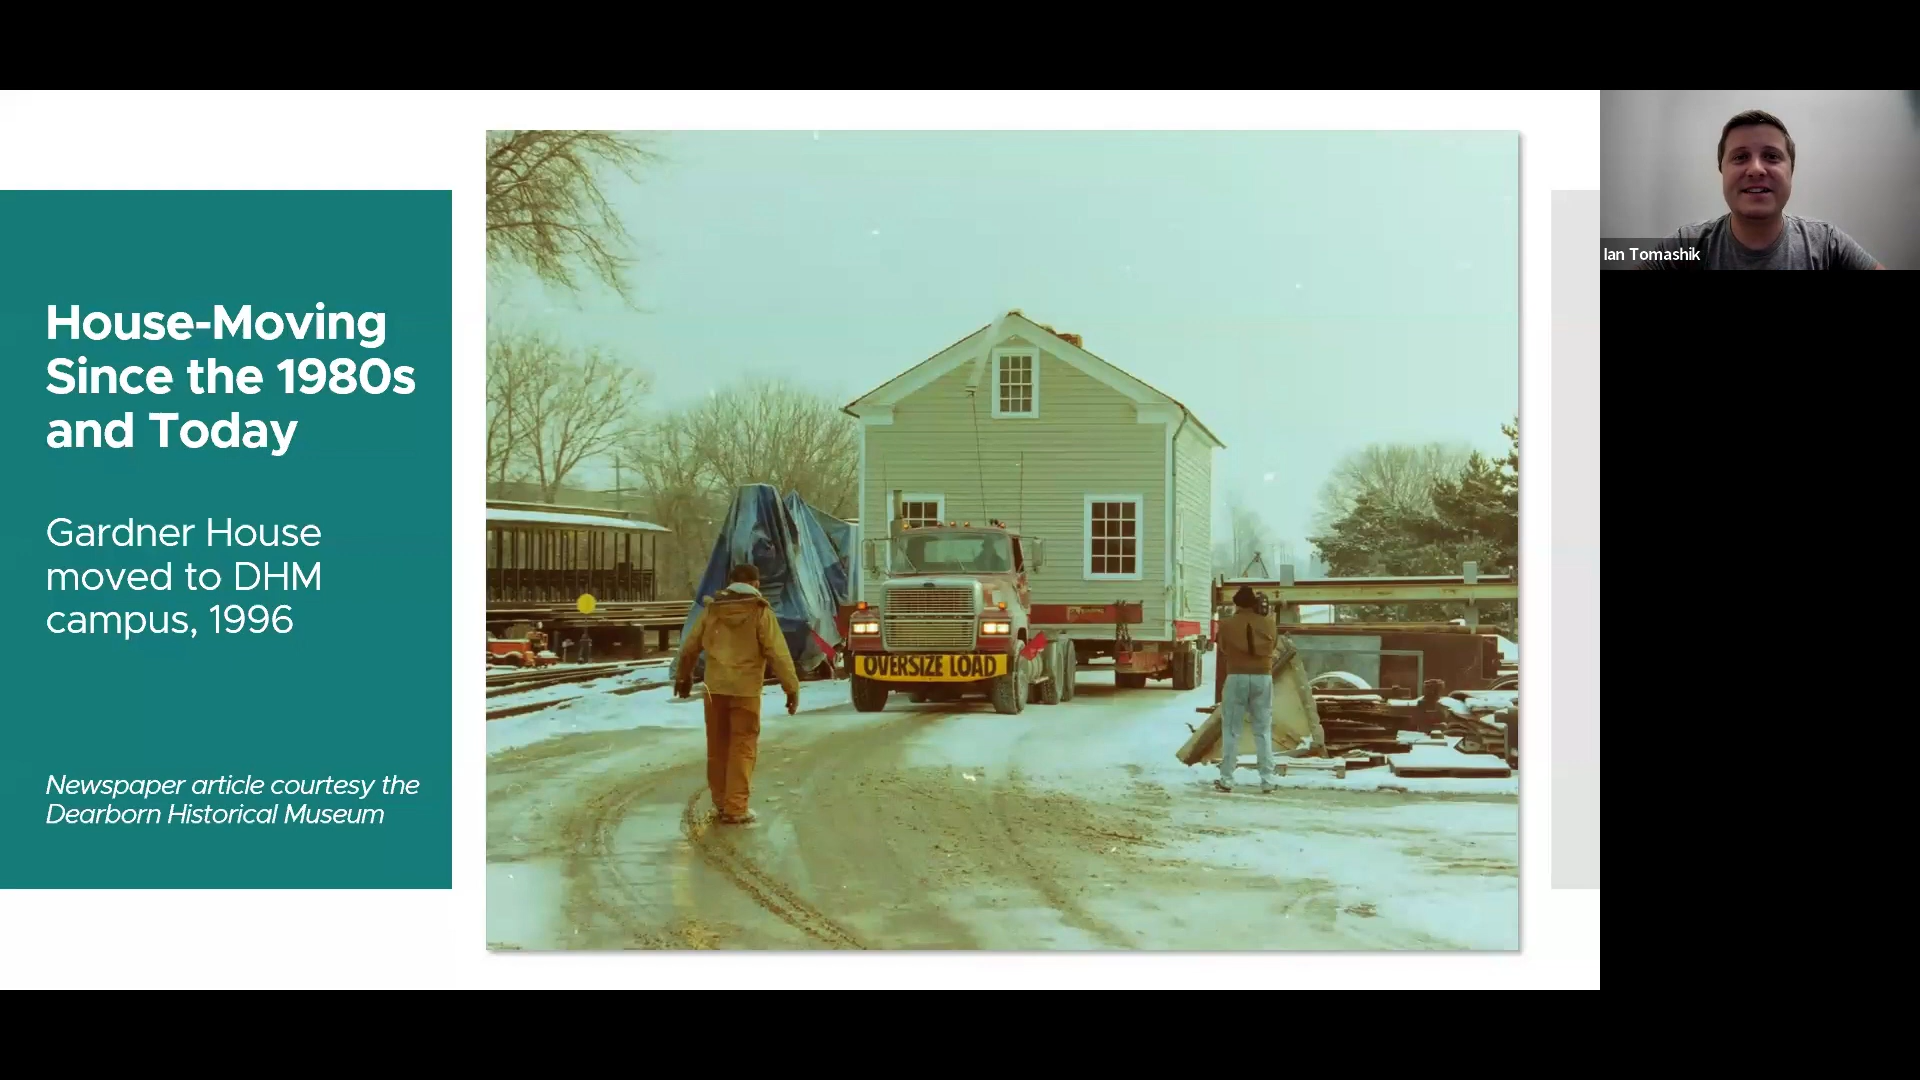 House-Moving
Since the 1980s
and Today
Gardner House
moved to DHM
campus, 1996
Newspaper article courtesy the
Dearborn Historical Museum
OVERSIZE LOAD
Ian Tomashik